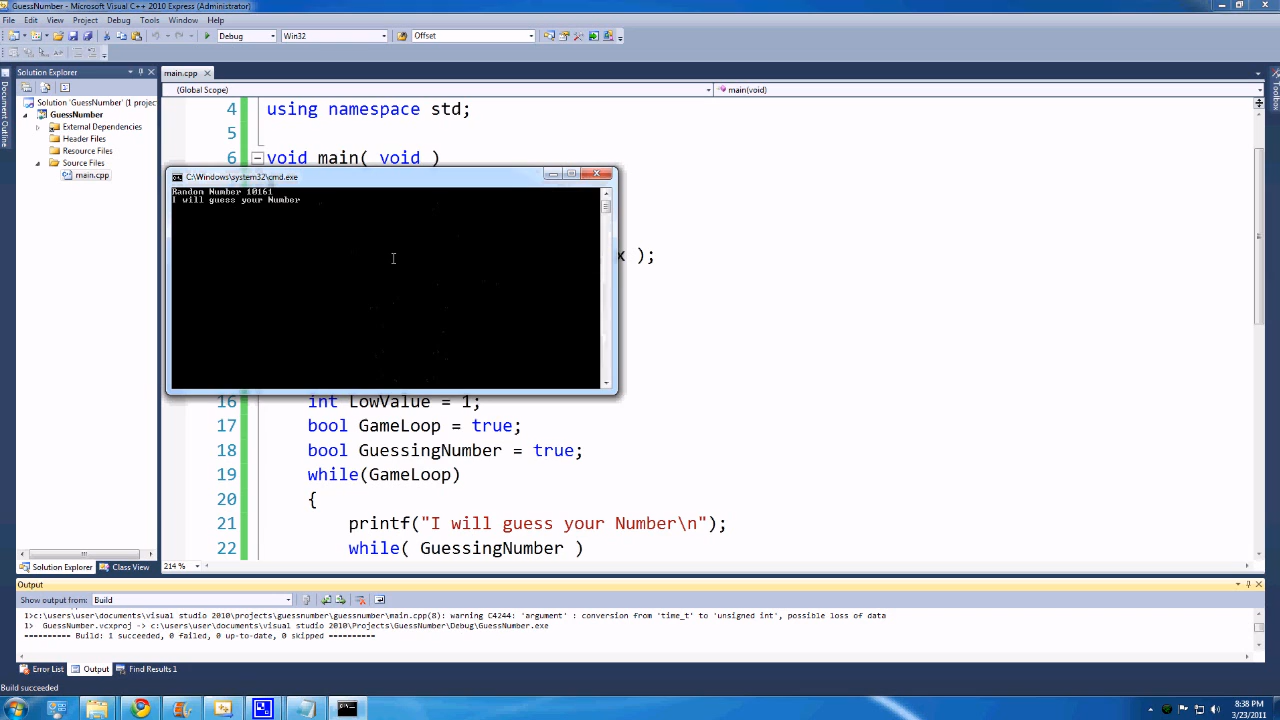 GuessNumber - Microsoft Visual C++ 2010 Express (Administrator)
File Edit View Project Debug Tools Window Help
Debug Win32 Offset
Solution Explorer
main.cpp
(Global Scope) main(void)
Solution 'GuessNumber' (1 projec
GuessNumber
External Dependencies
Header Files
Resource Files
Source Files
main.cpp
Document Outline
Toolbox
4 using namespace std;
5
6 void main( void )
C:\Windows\system32\cmd.exe
Random Number 10161
I will guess your Number
x );
16 int LowValue = 1;
17 bool GameLoop = true;
18 bool GuessingNumber = true;
19 while(GameLoop)
20 {
21 printf("I will guess your Number\n");
22 while( GuessingNumber )
214 %
Solution Explorer Class View
Output
Show output from: Build
1>c:\users\user\documents\visual studio 2010\projects\guessnumber\guessnumber\main.cpp(8): warning C4244: 'argument' : conversion from 'time_t' to 'unsigned int', possible loss of data
1> GuessNumber.vcxproj -> c:\users\user\documents\visual studio 2010\Projects\GuessNumber\Debug\GuessNumber.exe
========== Build: 1 succeeded, 0 failed, 0 up-to-date, 0 skipped ==========
Error List Output Find Results 1
Build succeeded
8:38 PM
3/23/2011